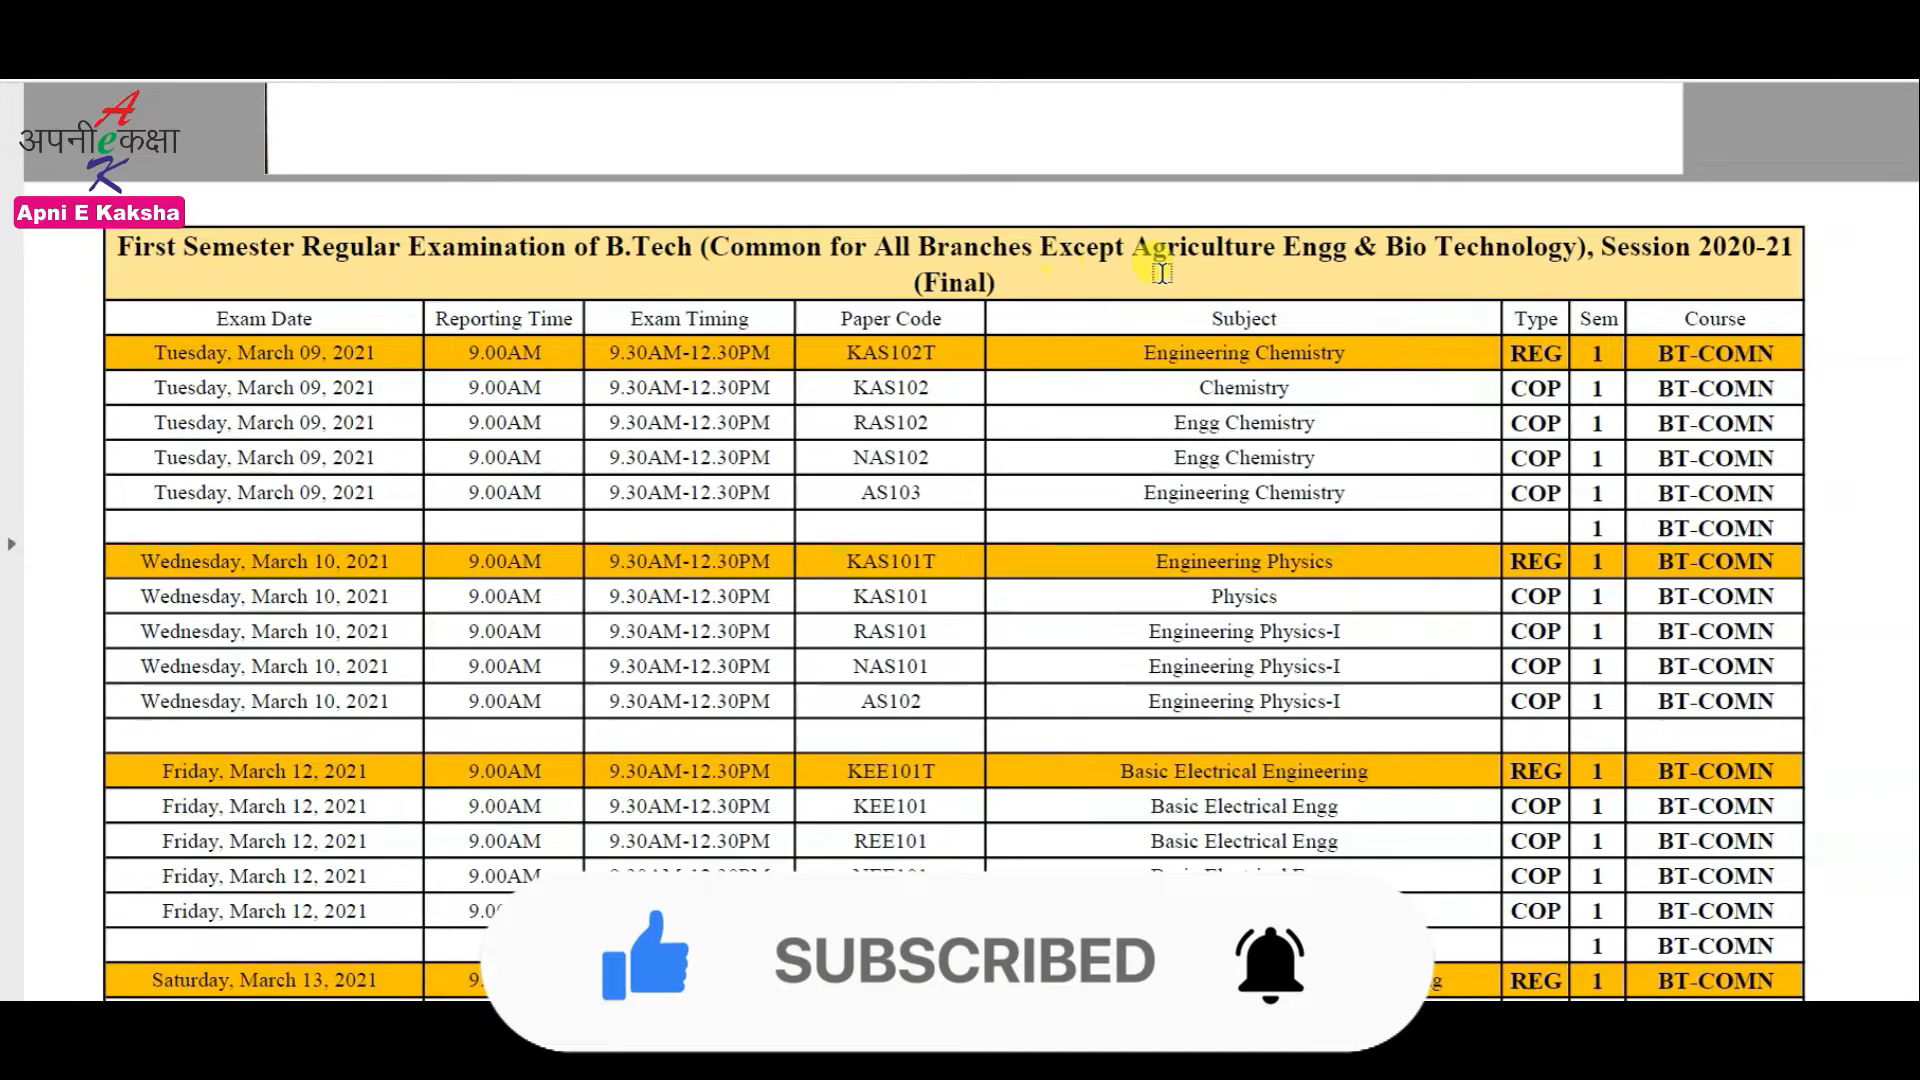 A
अपनी e कक्षा
K
Apni E Kaksha
First Semester Regular Examination of B.Tech (Common for All Branches Except Agriculture Engg & Bio Technology), Session 2020-21
(Final)
Exam Date Reporting Time Exam Timing Paper Code Subject Type Sem Course
Tuesday, March 09, 2021 9.00AM 9.30AM-12.30PM KAS102T Engineering Chemistry REG 1 BT-COMN
Tuesday, March 09, 2021 9.00AM 9.30AM-12.30PM KAS102 Chemistry COP 1 BT-COMN
Tuesday, March 09, 2021 9.00AM 9.30AM-12.30PM RAS102 Engg Chemistry COP 1 BT-COMN
Tuesday, March 09, 2021 9.00AM 9.30AM-12.30PM NAS102 Engg Chemistry COP 1 BT-COMN
Tuesday, March 09, 2021 9.00AM 9.30AM-12.30PM AS103 Engineering Chemistry COP 1 BT-COMN
1 BT-COMN
Wednesday, March 10, 2021 9.00AM 9.30AM-12.30PM KAS101T Engineering Physics REG 1 BT-COMN
Wednesday, March 10, 2021 9.00AM 9.30AM-12.30PM KAS101 Physics COP 1 BT-COMN
Wednesday, March 10, 2021 9.00AM 9.30AM-12.30PM RAS101 Engineering Physics-I COP 1 BT-COMN
Wednesday, March 10, 2021 9.00AM 9.30AM-12.30PM NAS101 Engineering Physics-I COP 1 BT-COMN
Wednesday, March 10, 2021 9.00AM 9.30AM-12.30PM AS102 Engineering Physics-I COP 1 BT-COMN
Friday, March 12, 2021 9.00AM 9.30AM-12.30PM KEE101T Basic Electrical Engineering REG 1 BT-COMN
Friday, March 12, 2021 9.00AM 9.30AM-12.30PM KEE101 Basic Electrical Engg COP 1 BT-COMN
Friday, March 12, 2021 9.00AM 9.30AM-12.30PM REE101 Basic Electrical Engg COP 1 BT-COMN
Friday, March 12, 2021 9.00AM COP 1 BT-COMN
Friday, March 12, 2021 COP 1 BT-COMN
1 BT-COMN
Saturday, March 13, 2021 REG 1 BT-COMN
SUBSCRIBED